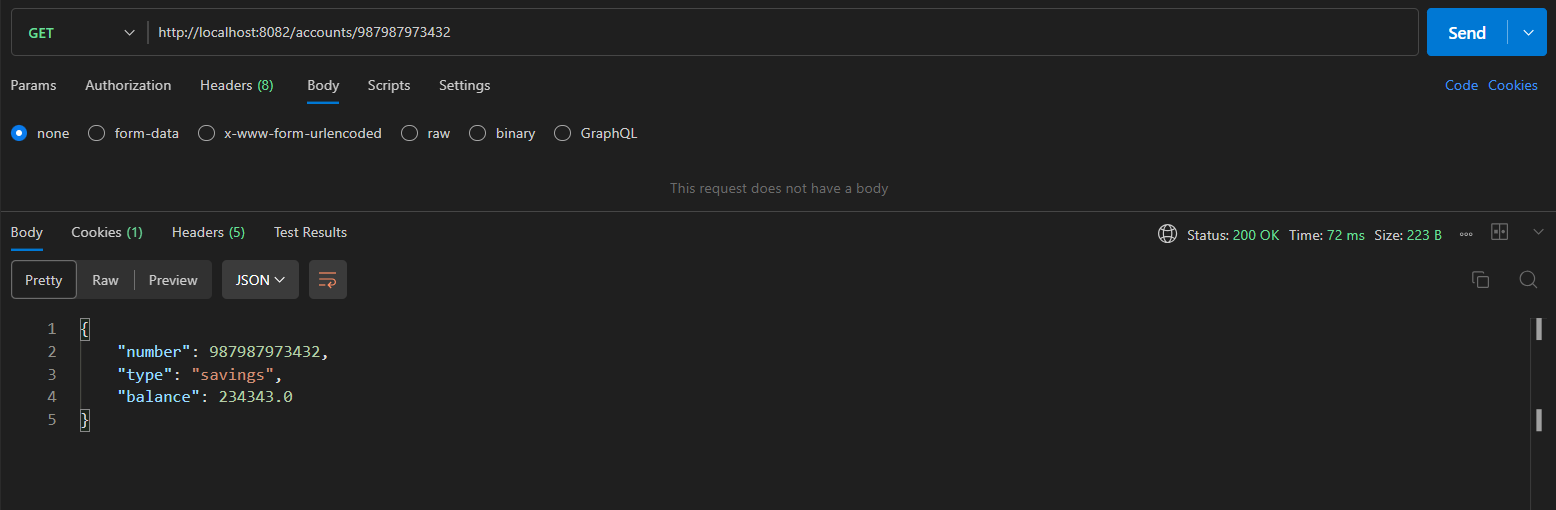 GET http://localhost:8082/accounts/987987973432 Send
Params Authorization Headers (8) Body Scripts Settings Code Cookies
none form-data x-www-form-urlencoded raw binary GraphQL
This request does not have a body
Body Cookies (1) Headers (5) Test Results Status: 200 OK Time: 72 ms Size: 223 B
Pretty Raw Preview JSON
1 {
2 "number": 987987973432,
3 "type": "savings",
4 "balance": 234343.0
5 }